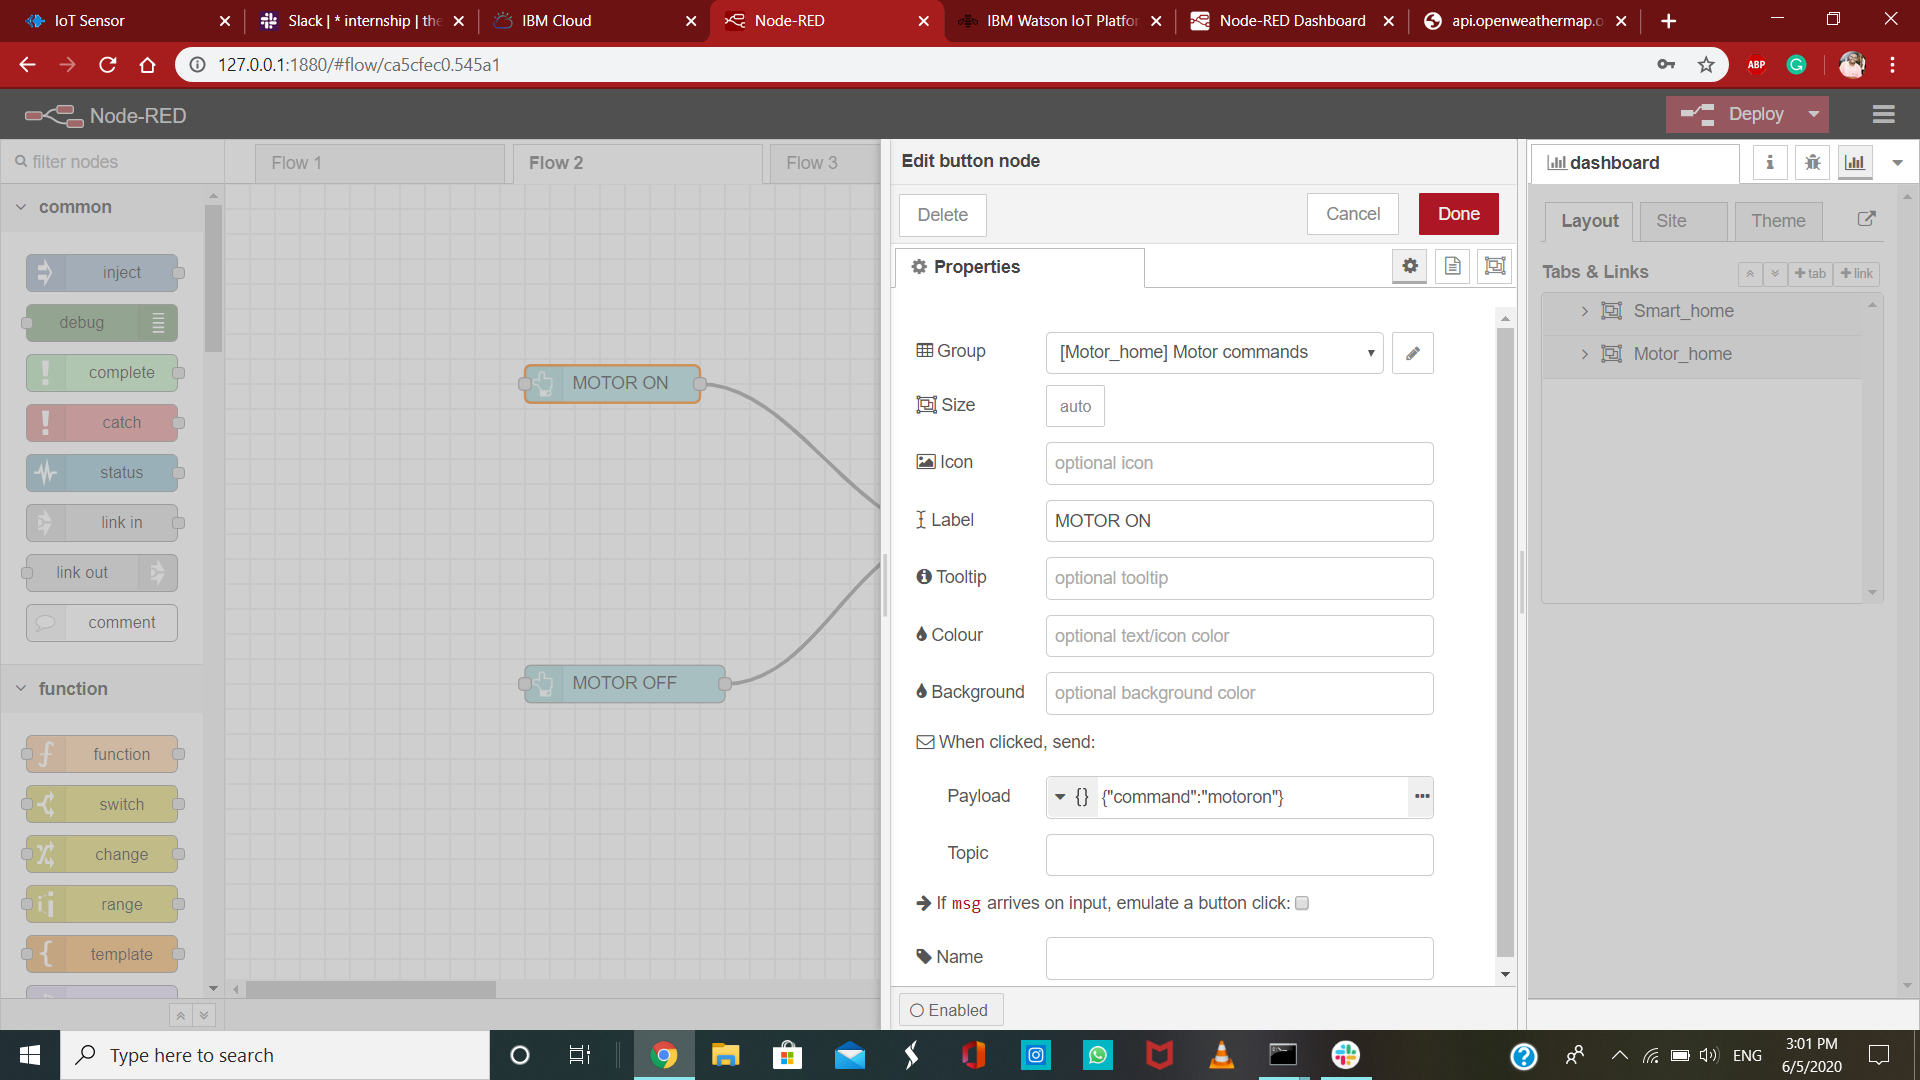 IoT Sensor
Slack | * internship | the
IBM Cloud
Node-RED
IBM Watson IoT Platfor
Node-RED Dashboard
api.openweathermap.o
127.0.0.1:1880/#flow/ca5cfec0.545a1
ABP
Node-RED
Deploy
filter nodes
Flow 1
Flow 2
Flow 3
Edit button node
dashboard
Delete
Cancel
Done
Layout
Site
Theme
common
Properties
Tabs & Links
tab
link
inject
debug
complete
catch
status
link in
link out
comment
function
function
switch
change
range
template
MOTOR ON
MOTOR OFF
Group
[Motor_home] Motor commands
Size
auto
Icon
optional icon
Label
MOTOR ON
Tooltip
optional tooltip
Colour
optional text/icon color
Background
optional background color
When clicked, send:
Payload
{} {"command":"motoron"}
Topic
If msg arrives on input, emulate a button click:
Name
Enabled
Smart_home
Motor_home
Type here to search
ENG
3:01 PM
6/5/2020